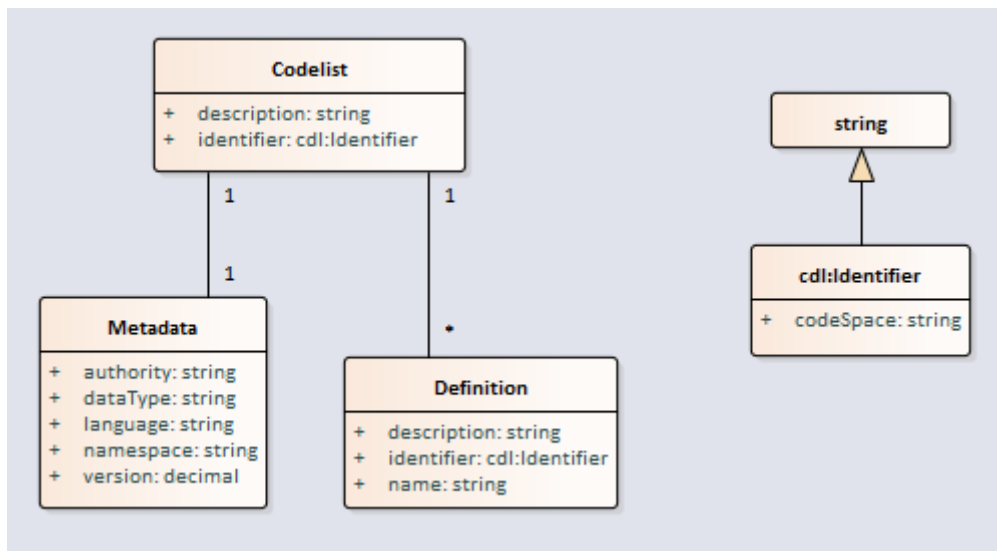 Codelist
+ description: string
+ identifier: cdl:Identifier
1
1
1
*
Metadata
+ authority: string
+ dataType: string
+ language: string
+ namespace: string
+ version: decimal
Definition
+ description: string
+ identifier: cdl:Identifier
+ name: string
string
cdl:Identifier
+ codeSpace: string